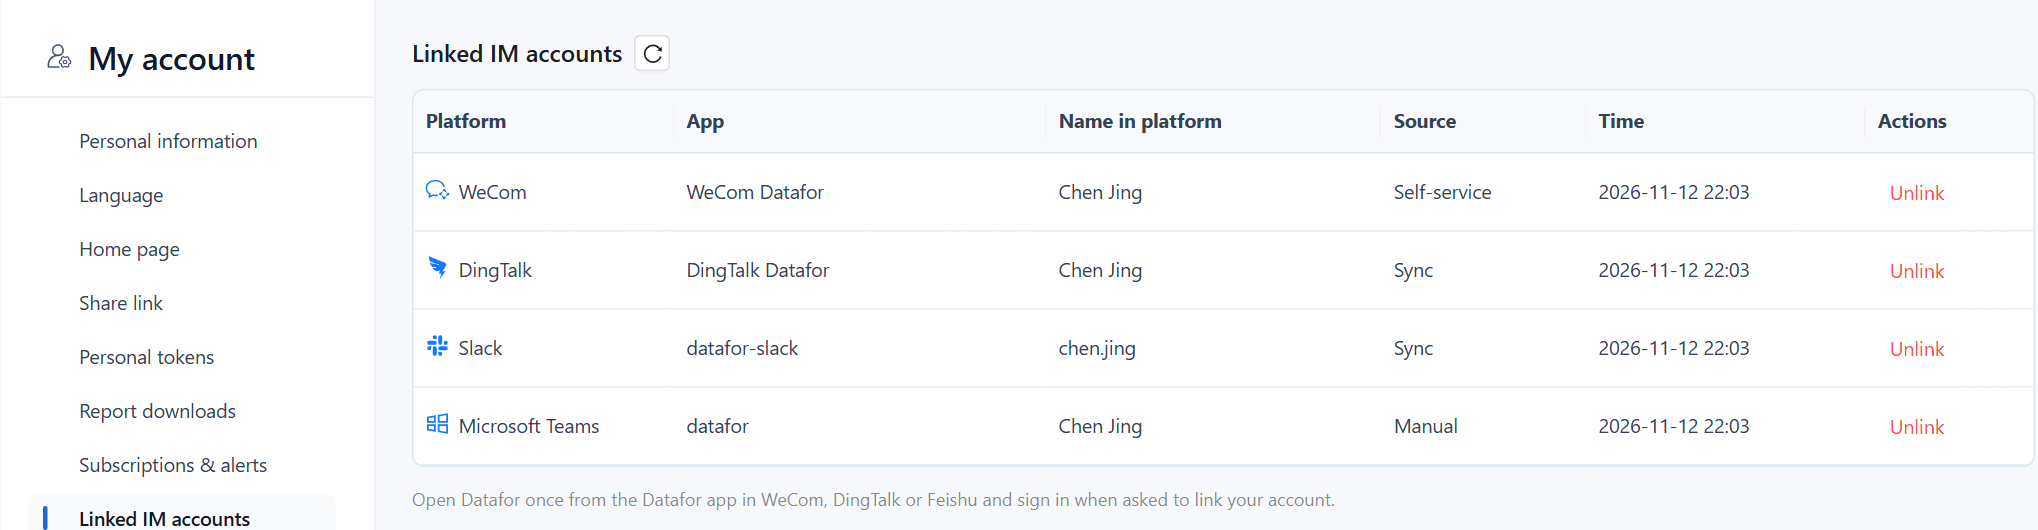 My account
Personal information
Language
Home page
Share link
Personal tokens
Report downloads
Subscriptions & alerts
Linked IM accounts
Linked IM accounts
Platform App Name in platform Source Time Actions
WeCom WeCom Datafor Chen Jing Self-service 2026-11-12 22:03 Unlink
DingTalk DingTalk Datafor Chen Jing Sync 2026-11-12 22:03 Unlink
Slack datafor-slack chen.jing Sync 2026-11-12 22:03 Unlink
Microsoft Teams datafor Chen Jing Manual 2026-11-12 22:03 Unlink
Open Datafor once from the Datafor app in WeCom, DingTalk or Feishu and sign in when asked to link your account.